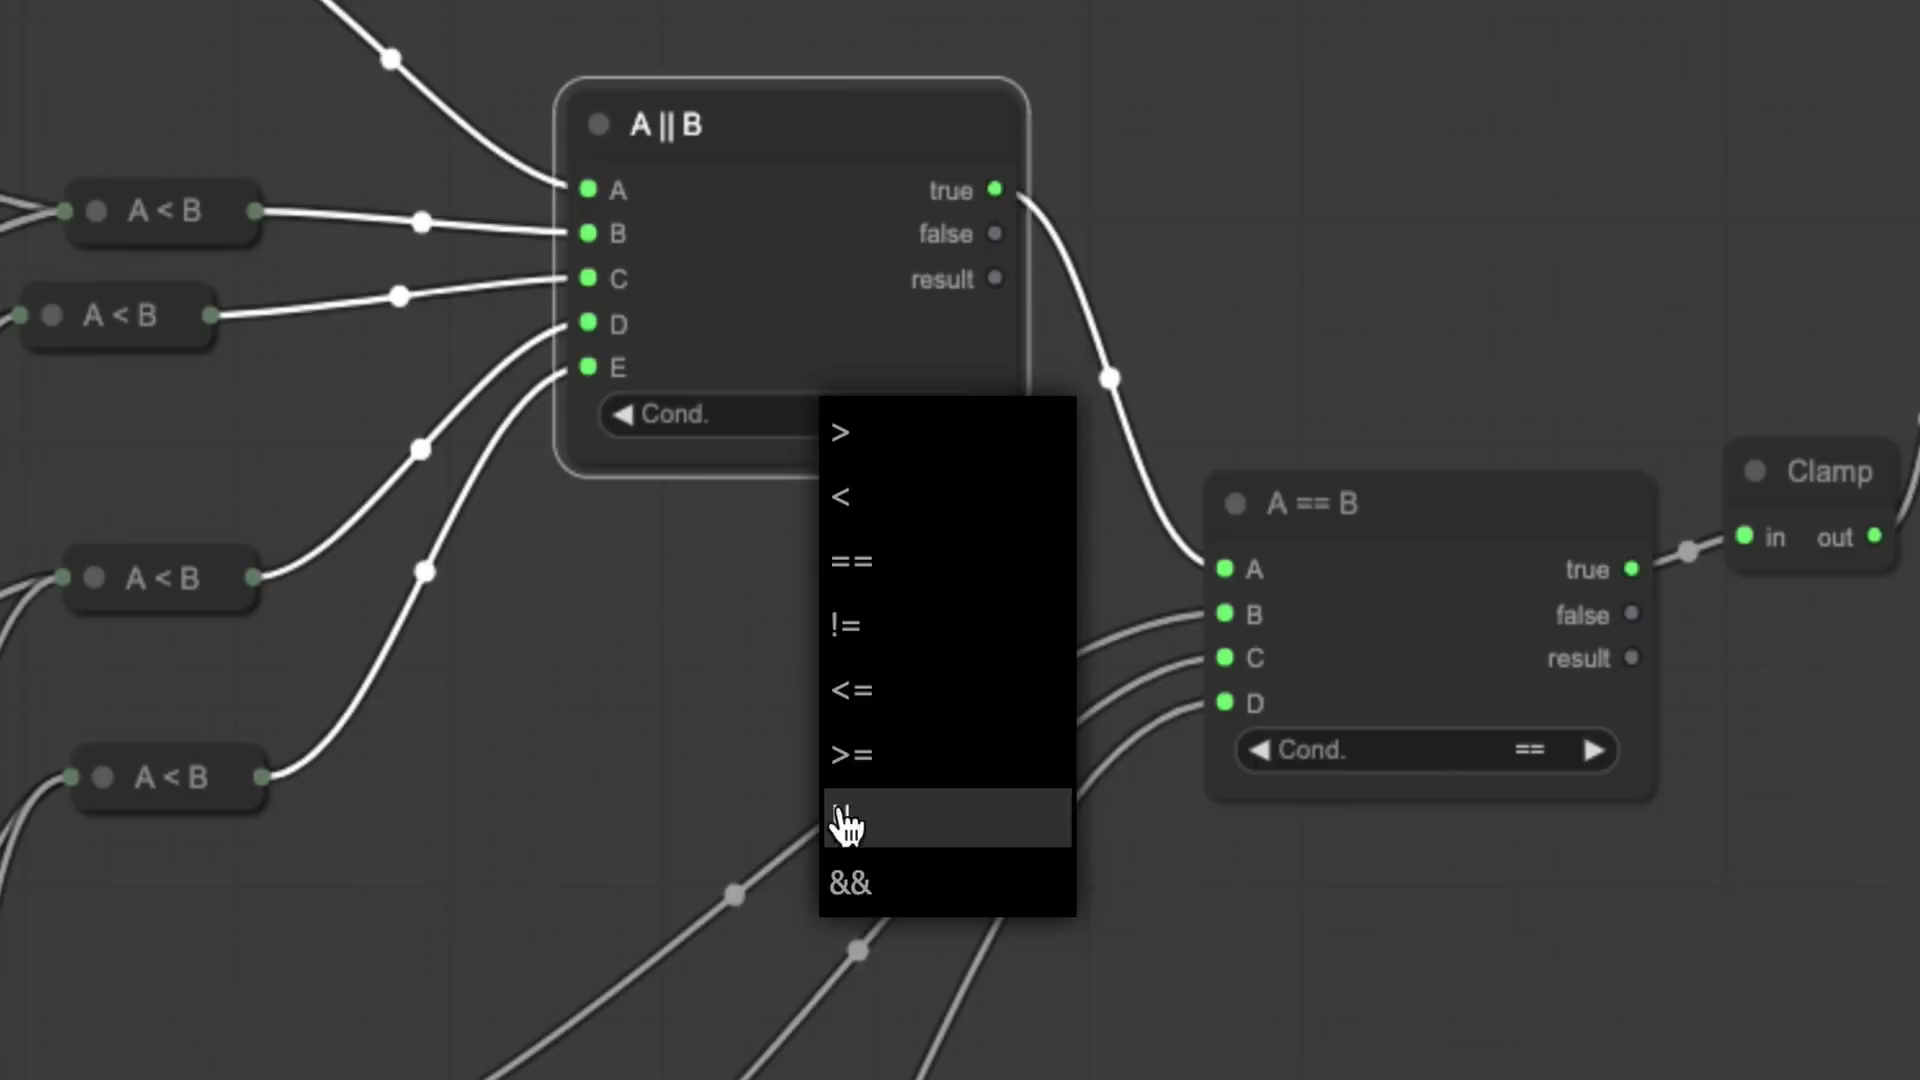 A || B
A
true
B
false
C
result
D
E
◀ Cond.
A < B
A < B
A < B
A < B
>
<
==
!=
<=
>=
&&
A == B
A
true
B
false
C
result
D
◀ Cond. == ▶
Clamp
in out